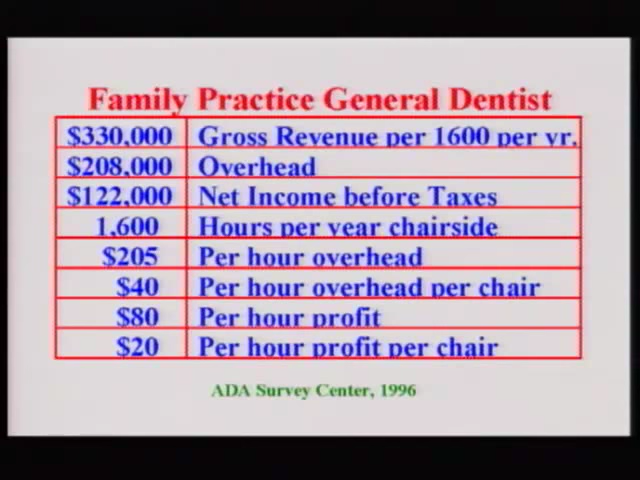 Family Practice General Dentist
$330,000 Gross Revenue per 1600 per yr.
$208,000 Overhead
$122,000 Net Income before Taxes
1,600 Hours per year chairside
$205 Per hour overhead
$40 Per hour overhead per chair
$80 Per hour profit
$20 Per hour profit per chair
ADA Survey Center, 1996